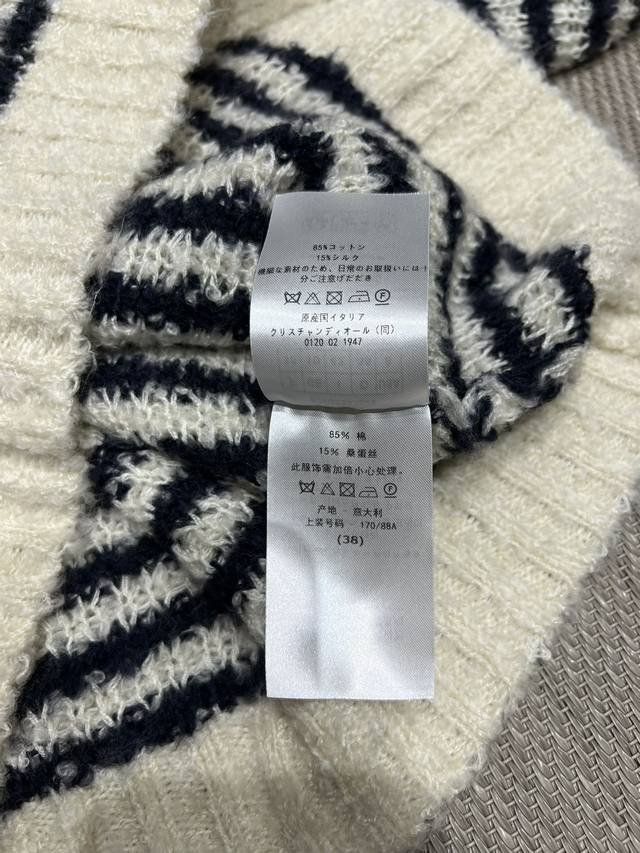 85%コットン
15%シルク
繊細な素材のため、日常のお取扱いには十
分ご注意ください
原産国イタリア
クリスチャンディオール（同）
0120 02 1947
85% 棉
15% 桑蚕丝
此服饰需加倍小心处理。
产地 - 意大利
上装号码 - 170/88A
(38)